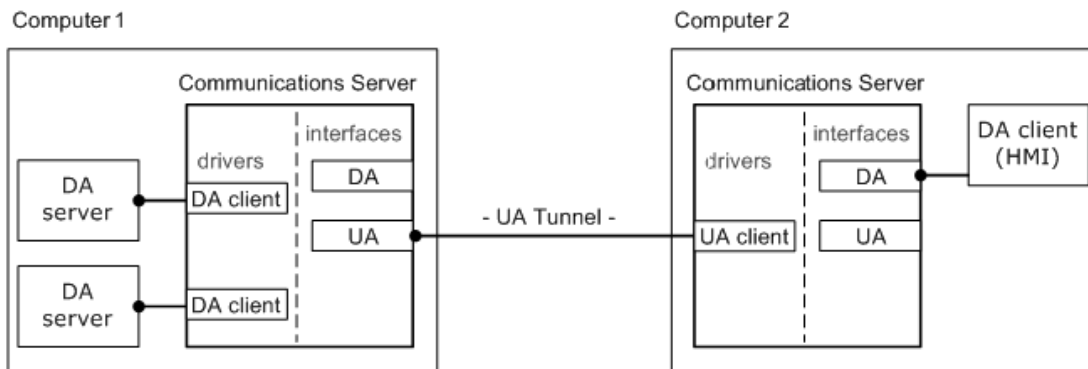 Computer 1
Communications Server
drivers
interfaces
DA
server
DA client
DA
UA
DA
server
DA client
- UA Tunnel -
Computer 2
Communications Server
drivers
interfaces
UA client
DA
UA
DA client
(HMI)